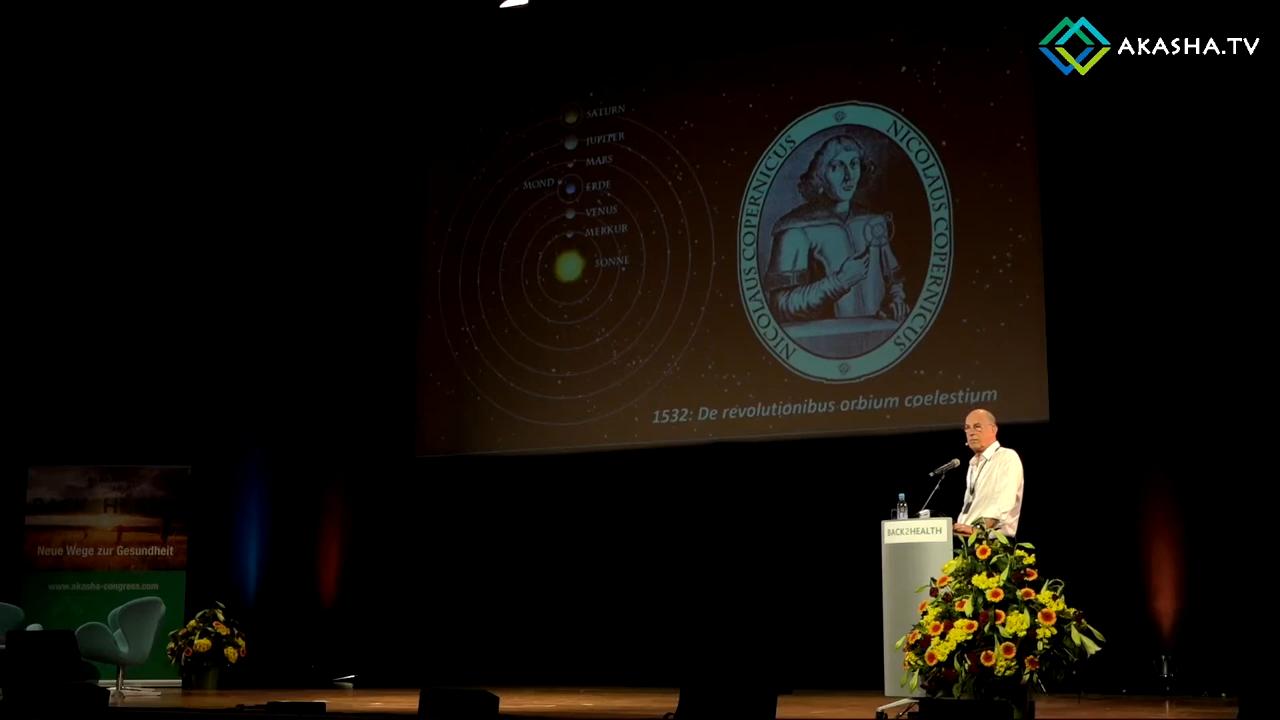 AKASHA.TV
SATURN
JUPITER
MARS
MOND
ERDE
VENUS
MERKUR
SONNE
NICOLAUS COPERNICUS
NICOLAUS COPERNICUS
1532: De revolutionibus orbium coelestium
BACK2HEALTH
Neue Wege zur Gesundheit
www.akasha-congress.com